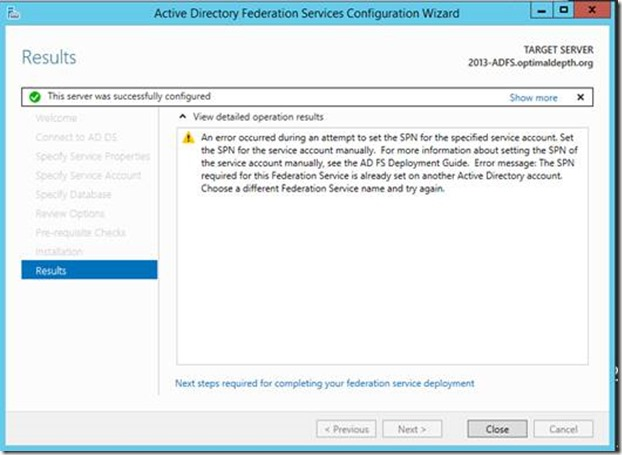 Active Directory Federation Services Configuration Wizard
Results
TARGET SERVER
2013-ADFS.optimaldepth.org
This server was successfully configured
Show more
Welcome
Connect to AD DS
Specify Service Properties
Specify Service Account
Specify Database
Review Options
Pre-requisite Checks
Installation
Results
View detailed operation results
An error occurred during an attempt to set the SPN for the specified service account. Set
the SPN for the service account manually.  For more information about setting the SPN of
the service account manually, see the AD FS Deployment Guide.  Error message: The SPN
required for this Federation Service is already set on another Active Directory account.
Choose a different Federation Service name and try again.
Next steps required for completing your federation service deployment
< Previous
Next >
Close
Cancel